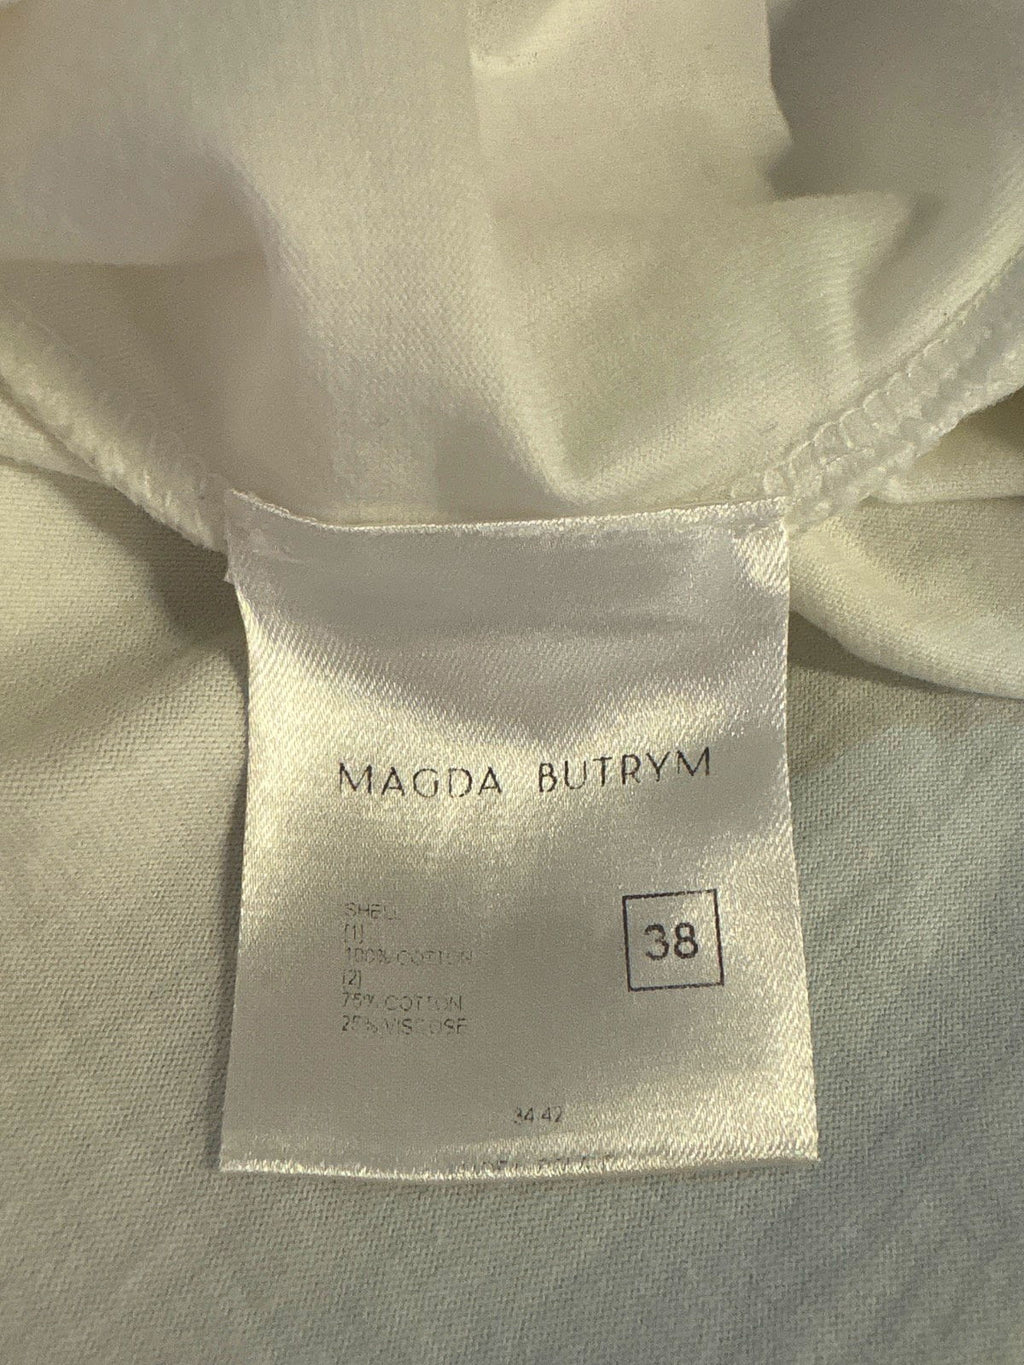 MAGDA BUTRYM
SHELL
(1)
100% COTTON
(2)
75% COTTON
25% VISCOSE
38
34-42